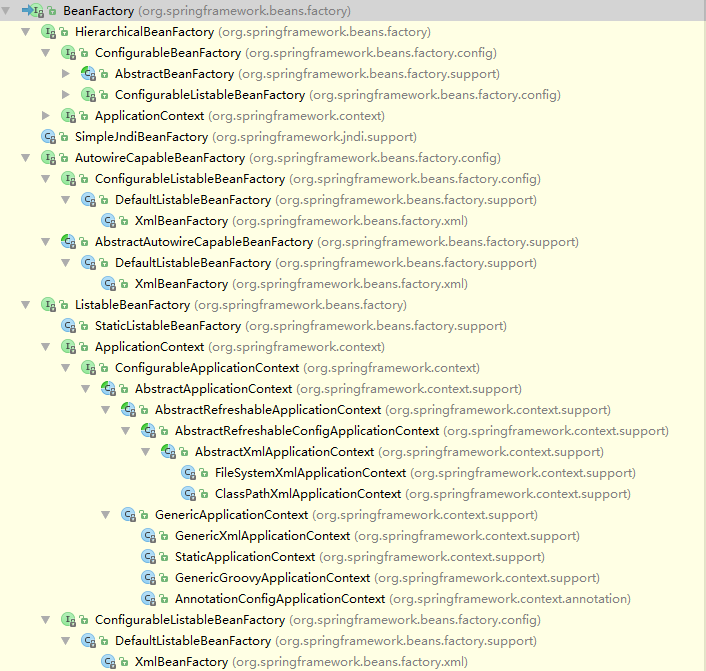 BeanFactory (org.springframework.beans.factory)
HierarchicalBeanFactory (org.springframework.beans.factory)
ConfigurableBeanFactory (org.springframework.beans.factory.config)
AbstractBeanFactory (org.springframework.beans.factory.support)
ConfigurableListableBeanFactory (org.springframework.beans.factory.config)
ApplicationContext (org.springframework.context)
SimpleJndiBeanFactory (org.springframework.jndi.support)
AutowireCapableBeanFactory (org.springframework.beans.factory.config)
ConfigurableListableBeanFactory (org.springframework.beans.factory.config)
DefaultListableBeanFactory (org.springframework.beans.factory.support)
XmlBeanFactory (org.springframework.beans.factory.xml)
AbstractAutowireCapableBeanFactory (org.springframework.beans.factory.support)
DefaultListableBeanFactory (org.springframework.beans.factory.support)
XmlBeanFactory (org.springframework.beans.factory.xml)
ListableBeanFactory (org.springframework.beans.factory)
StaticListableBeanFactory (org.springframework.beans.factory.support)
ApplicationContext (org.springframework.context)
ConfigurableApplicationContext (org.springframework.context)
AbstractApplicationContext (org.springframework.context.support)
AbstractRefreshableApplicationContext (org.springframework.context.support)
AbstractRefreshableConfigApplicationContext (org.springframework.context.support)
AbstractXmlApplicationContext (org.springframework.context.support)
FileSystemXmlApplicationContext (org.springframework.context.support)
ClassPathXmlApplicationContext (org.springframework.context.support)
GenericApplicationContext (org.springframework.context.support)
GenericXmlApplicationContext (org.springframework.context.support)
StaticApplicationContext (org.springframework.context.support)
GenericGroovyApplicationContext (org.springframework.context.support)
AnnotationConfigApplicationContext (org.springframework.context.annotation)
ConfigurableListableBeanFactory (org.springframework.beans.factory.config)
DefaultListableBeanFactory (org.springframework.beans.factory.support)
XmlBeanFactory (org.springframework.beans.factory.xml)